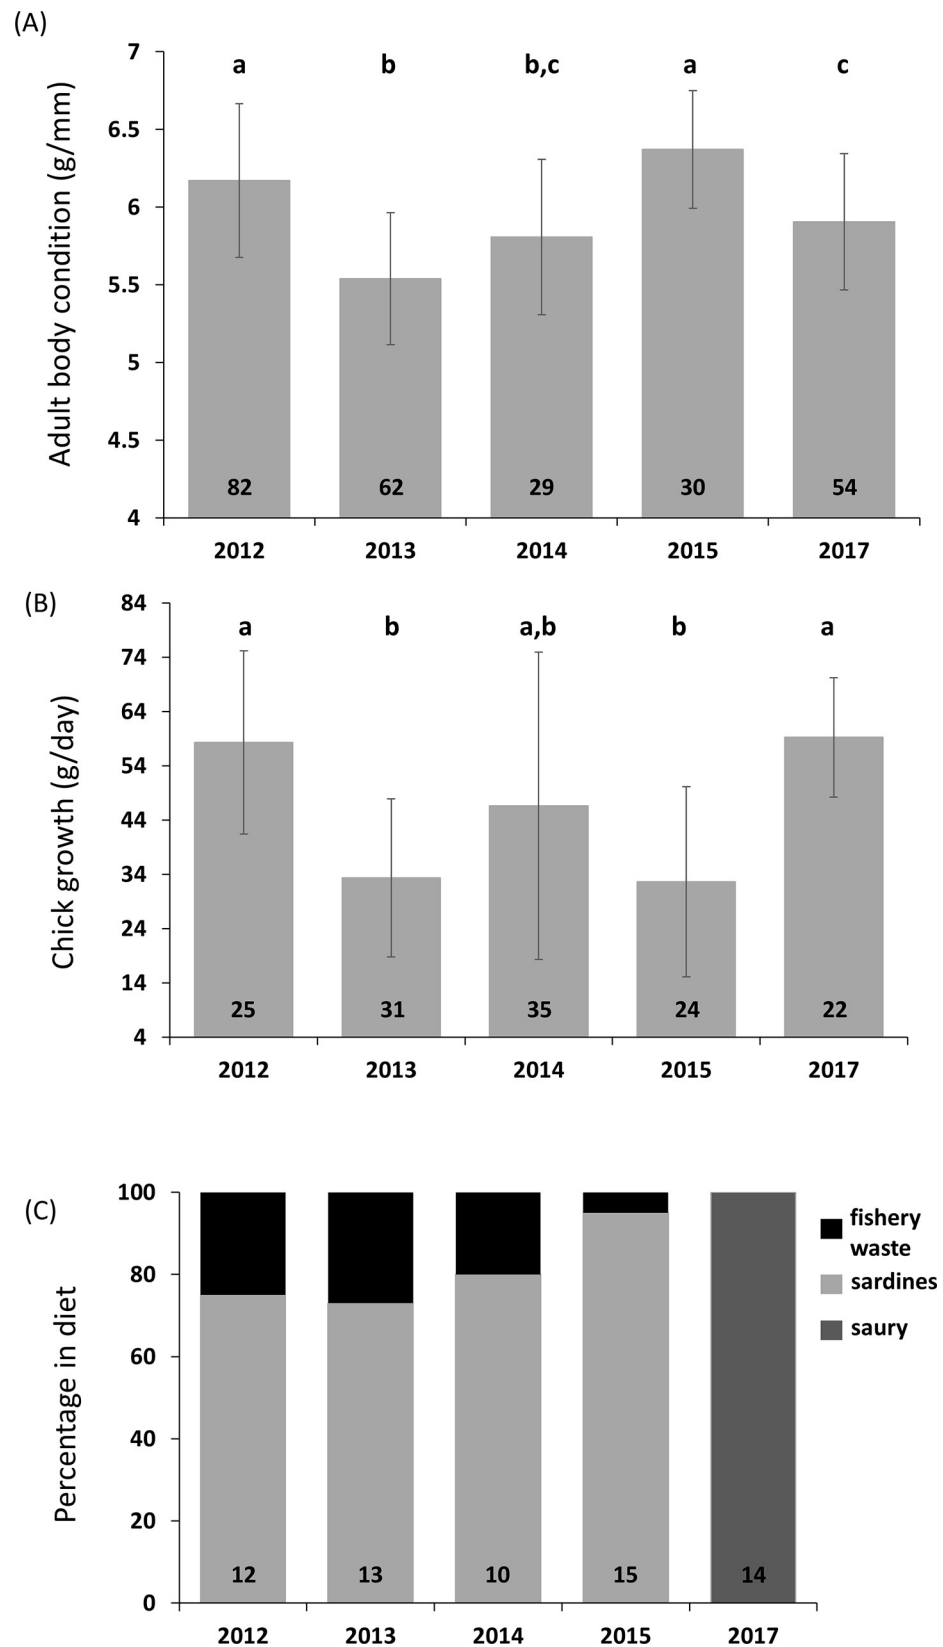 (A)
Adult body condition (g/mm)
7
6.5
6
5.5
5
4.5
4
a b b,c a c
82 62 29 30 54
2012 2013 2014 2015 2017
(B)
Chick growth (g/day)
84
74
64
54
44
34
24
14
4
a b a,b b a
25 31 35 24 22
2012 2013 2014 2015 2017
(C)
Percentage in diet
100
80
60
40
20
0
12 13 10 15 14
2012 2013 2014 2015 2017
fishery
waste
sardines
saury